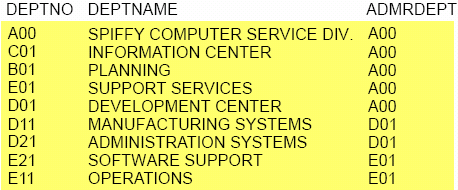 DEPTNO DEPTNAME ADMRDEPT
A00 SPIFFY COMPUTER SERVICE DIV. A00
C01 INFORMATION CENTER A00
B01 PLANNING A00
E01 SUPPORT SERVICES A00
D01 DEVELOPMENT CENTER A00
D11 MANUFACTURING SYSTEMS D01
D21 ADMINISTRATION SYSTEMS D01
E21 SOFTWARE SUPPORT E01
E11 OPERATIONS E01